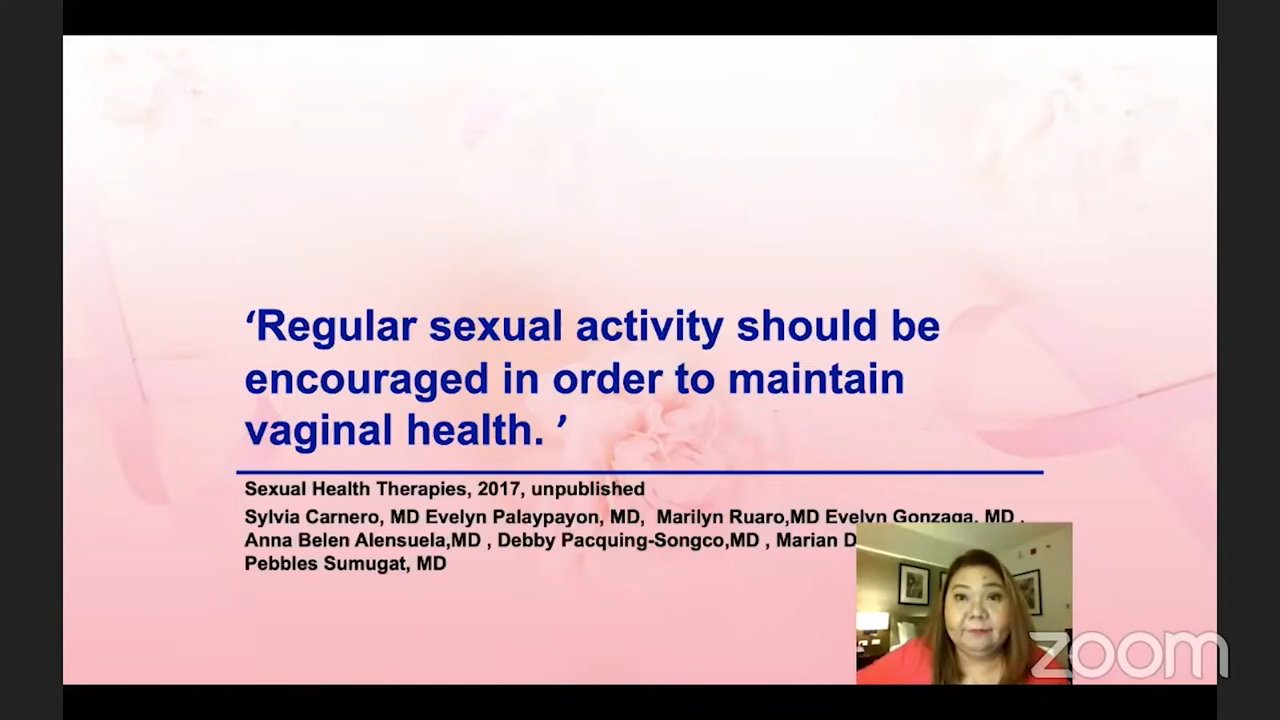 ‘Regular sexual activity should be
encouraged in order to maintain
vaginal health. ’
Sexual Health Therapies, 2017, unpublished
Sylvia Carnero, MD Evelyn Palaypayon, MD, Marilyn Ruaro,MD Evelyn Gonzaga, MD ,
Anna Belen Alensuela,MD , Debby Pacquing-Songco,MD , Marian D
Pebbles Sumugat, MD
zoom